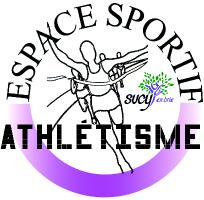 ESPACE SPORTIF
sucy en brie
ATHLÉTISME